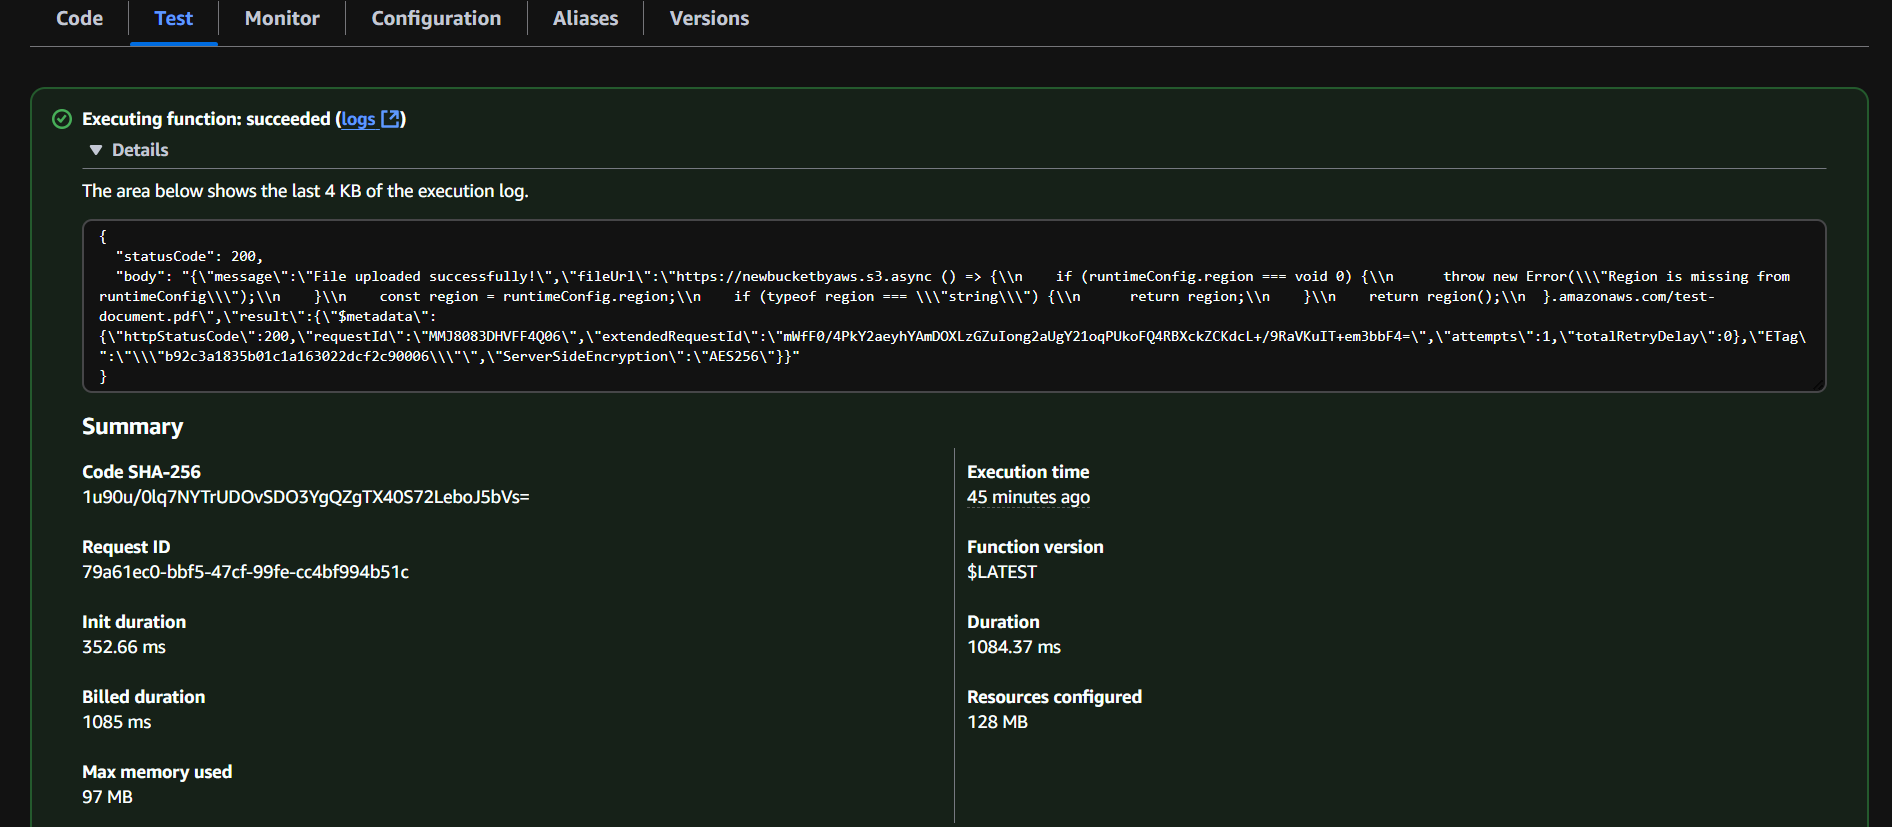 Code Test Monitor Configuration Aliases Versions
Executing function: succeeded (logs)
Details
The area below shows the last 4 KB of the execution log.
{
  "statusCode": 200,
  "body": "{\"message\":\"File uploaded successfully!\",\"fileUrl\":\"https://newbucketbyaws.s3.async () => {\\n    if (runtimeConfig.region === void 0) {\\n      throw new Error(\\\"Region is missing from
runtimeConfig\\\");\\n    }\\n    const region = runtimeConfig.region;\\n    if (typeof region === \\\"string\\\") {\\n      return region;\\n    }\\n    return region();\\n  }.amazonaws.com/test-
document.pdf\",\"result\":{\"$metadata\":
{\"httpStatusCode\":200,\"requestId\":\"MMJ8083DHVFF4Q06\",\"extendedRequestId\":\"mWfF0/4PkY2aeyhYAmDOXLzGZuIong2aUgY21oqPUkoFQ4RBXckZCKdcL+/9RaVKuIT+em3bbF4=\",\"attempts\":1,\"totalRetryDelay\":0},\"ETag\
":\"\\\"b92c3a1835b01c1a163022dcf2c90006\\\"\",\"ServerSideEncryption\":\"AES256\"}}"
}
Summary
Code SHA-256
1u90u/0lq7NYTrUDOvSDO3YgQZgTX40S72LeboJ5bVs=
Execution time
45 minutes ago
Request ID
79a61ec0-bbf5-47cf-99fe-cc4bf994b51c
Function version
$LATEST
Init duration
352.66 ms
Duration
1084.37 ms
Billed duration
1085 ms
Resources configured
128 MB
Max memory used
97 MB